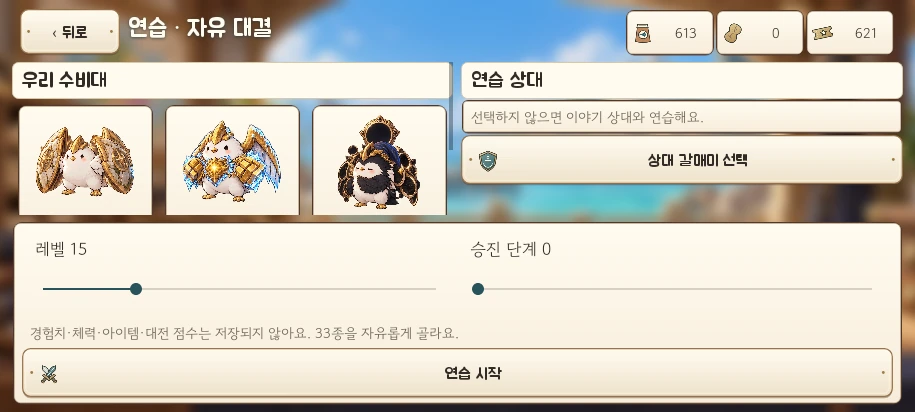 ‹ 뒤로
연습 · 자유 대결
613
0
621
우리 수비대
연습 상대
선택하지 않으면 이야기 상대와 연습해요.
상대 갈매미 선택
레벨 15
승진 단계 0
경험치·체력·아이템·대전 점수는 저장되지 않아요. 33종을 자유롭게 골라요.
연습 시작